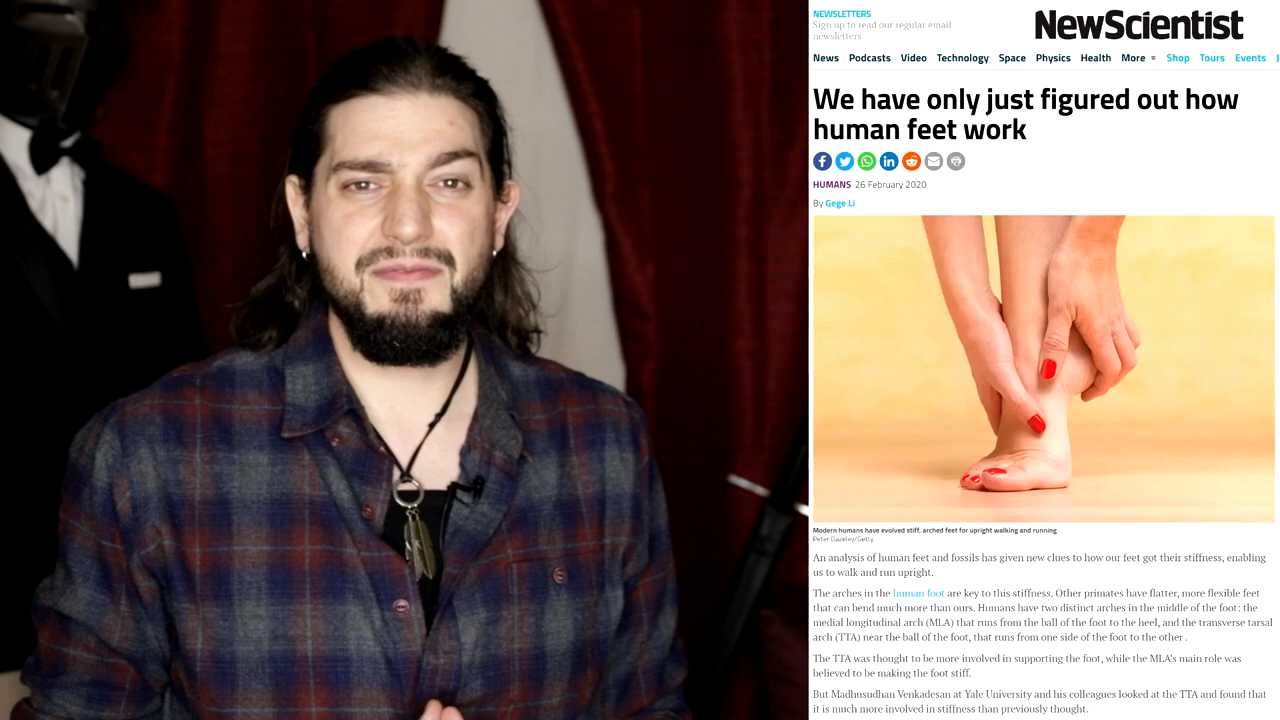 NEWSLETTERS
Sign up to read our regular email
newsletters
NewScientist
News Podcasts Video Technology Space Physics Health More Shop Tours Events J
We have only just figured out how
human feet work
HUMANS 26 February 2020
By Gege Li
Modern humans have evolved stiff, arched feet for upright walking and running
Peter Dazeley/Getty
An analysis of human feet and fossils has given new clues to how our feet got their stiffness, enabling
us to walk and run upright.
The arches in the human foot are key to this stiffness. Other primates have flatter, more flexible feet
that can bend much more than ours. Humans have two distinct arches in the middle of the foot: the
medial longitudinal arch (MLA) that runs from the ball of the foot to the heel, and the transverse tarsal
arch (TTA) near the ball of the foot, that runs from one side of the foot to the other .
The TTA was thought to be more involved in supporting the foot, while the MLA's main role was
believed to be making the foot stiff.
But Madhusudhan Venkadesan at Yale University and his colleagues looked at the TTA and found that
it is much more involved in stiffness than previously thought.